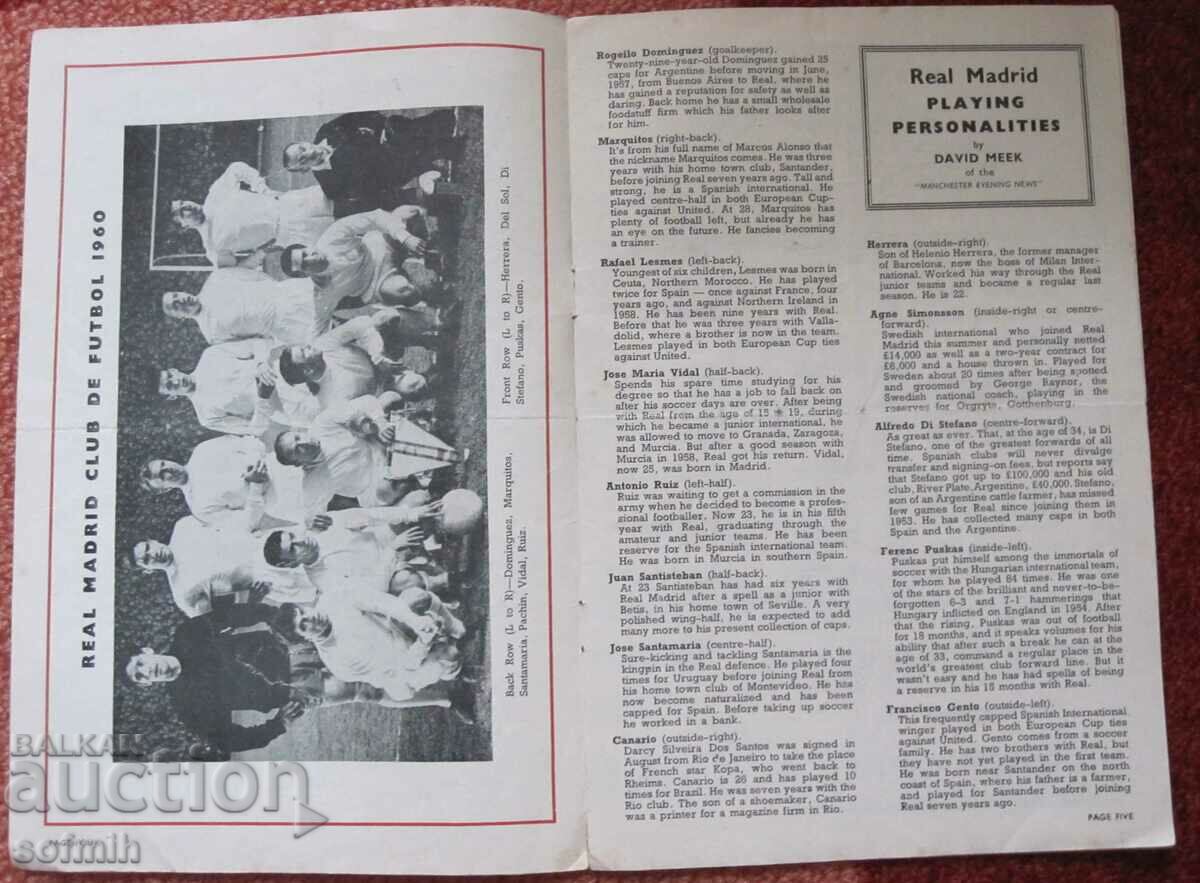 REAL MADRID CLUB DE FUTBOL 1960
Back Row (L to R)—Dominguez, Marquitos,
Santamaria, Pachin, Vidal, Ruiz.
Front Row (L to R)—Herrera, Del Sol, Di
Stefano, Puskas, Gento.
Rogeilo Dominguez (goalkeeper).
Twenty-nine-year-old Dominguez gained 25
caps for Argentine before moving in June,
1957, from Buenos Aires to Real, where he
has gained a reputation for safety as well as
daring. Back home he has a small wholesale
foodstuff firm which his father looks after
for him.
Marquitos (right-back).
It's from his full name of Marcos Alonso that
the nickname Marquitos comes. He was three
years with his home town club, Santander,
before joining Real seven years ago. Tall and
strong, he is a Spanish international. He
played centre-half in both European Cup-
ties against United. At 28, Marquitos has
plenty of football left, but already he has
an eye on the future. He fancies becoming
a trainer.
Rafael Lesmes (left-back).
Youngest of six children, Lesmes was born in
Ceuta, Northern Morocco. He has played
twice for Spain — once against France, four
years ago, and against Northern Ireland in
1958. He has been nine years with Real.
Before that he was three years with Valla-
dolid, where a brother is now in the team.
Lesmes played in both European Cup ties
against United.
Jose Maria Vidal (half-back).
Spends his spare time studying for his
degree so that he has a job to fall back on
after his soccer days are over. After being
with Real from the age of 15 19, during
which he became a junior international, he
was allowed to move to Granada, Zaragoza,
and Murcia. But after a good season with
Murcia in 1958, Real got his return. Vidal,
now 25, was born in Madrid.
Antonio Ruiz (left-half).
Ruiz was waiting to get a commission in the
army when he decided to become a profes-
sional footballer. Now 23, he is in his fifth
year with Real, graduating through the
amateur and junior teams. He has been
reserve for the Spanish international team.
He was born in Murcia in southern Spain.
Juan Santisteban (half-back).
At 23 Santisteban has had six years with
Real Madrid after a spell as a junior with
Betis, in his home town of Seville. A very
polished wing-half, he is expected to add
many more to his present collection of caps.
Jose Santamaria (centre-half).
Sure-kicking and tackling Santamaria is the
kingpin in the Real defence. He played four
times for Uruguay before joining Real from
his home town club of Montevideo. He has
now become naturalized and has been
capped for Spain. Before taking up soccer
he worked in a bank.
Canario (outside-right).
Darcy Silveira Dos Santos was signed in
August from Rio de Janeiro to take the place
of French star Kopa, who went back to
Rheims. Canario is 26 and has played 10
times for Brazil. He was seven years with the
Rio club. The son of a shoemaker, Canario
was a printer for a magazine firm in Rio.
Real Madrid
PLAYING
PERSONALITIES
by
DAVID MEEK
of the
"MANCHESTER EVENING NEWS"
Herrera (outside-right).
Son of Helenio Herrera, the former manager
of Barcelona, now the boss of Milan Inter-
national. Worked his way through the Real
junior teams and became a regular last
season. He is 22.
Agne Simonsson (inside-right or centre-
forward).
Swedish international who joined Real
Madrid this summer and personally netted
£14,000 as well as a two-year contract for
£6,000 and a house thrown in. Played for
Sweden about 20 times after being spotted
and groomed by George Raynor, the
Swedish national coach, playing in the
reserves for Orgryte, Gothenburg.
Alfredo Di Stefano (centre-forward).
As great as ever. That, at the age of 34, is Di
Stefano, one of the greatest forwards of all
time. Spanish clubs will never divulge
transfer and signing-on fees, but reports say
that Stefano got up to £100,000 and his old
club, River Plate, Argentine, £40,000. Stefano,
son of an Argentine cattle farmer, has missed
few games for Real since joining them in
1953. He has collected many caps in both
Spain and the Argentine.
Ferenc Puskas (inside-left).
Puskas put himself among the immortals of
soccer with the Hungarian international team,
for whom he played 84 times. He was one
of the stars of the brilliant and never-to-be-
forgotten 6–3 and 7–1 hammerings that
Hungary inflicted on England in 1954. After
that the rising, Puskas was out of football
for 18 months, and it speaks volumes for his
ability that after such a break he can at the
age of 33, command a regular place in the
world's greatest club forward line. But it
wasn't easy and he has had spells of being
a reserve in his 18 months with Real.
Francisco Gento (outside-left).
This frequently capped Spanish International
winger played in both European Cup ties
against United. Gento comes from a soccer
family. He has two brothers with Real, but
they have not yet played in the first team.
He was born near Santander on the north
coast of Spain, where his father is a farmer,
and played for Santander before joining
Real seven years ago.
PAGE FIVE
BALKAN
auction
sofmih